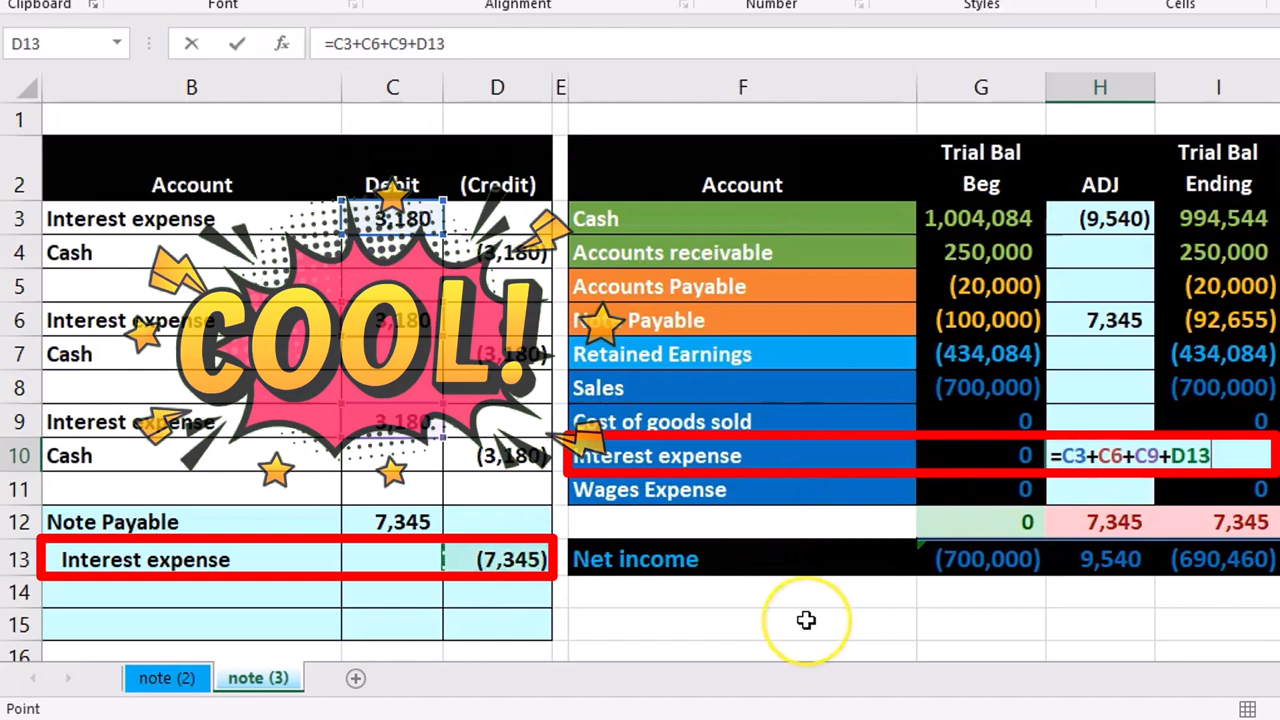 Clipboard Font Alignment Number Styles Cells
D13 fx =C3+C6+C9+D13
B C D E F G H I
1
Trial Bal Trial Bal
2 Account Debit (Credit) Account Beg ADJ Ending
3 Interest expense 3,180 Cash 1,004,084 (9,540) 994,544
4 Cash (3,180) Accounts receivable 250,000 250,000
5 Accounts Payable (20,000) (20,000)
6 Interest expense 3,180 Note Payable (100,000) 7,345 (92,655)
7 Cash (3,180) Retained Earnings (434,084) (434,084)
8 Sales (700,000) (700,000)
9 Interest expense 3,180 Cost of goods sold 0 0
10 Cash (3,180) Interest expense 0 =C3+C6+C9+D13
11 Wages Expense 0 0
12 Note Payable 7,345 0 7,345 7,345
13 Interest expense (7,345) Net income (700,000) 9,540 (690,460)
14
15
16
COOL!
note (2) note (3)
Point